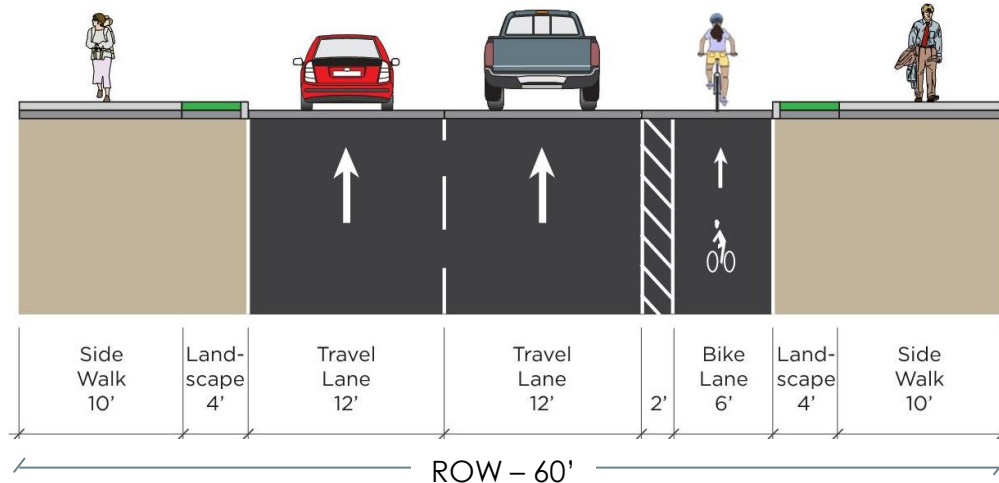 Side
Walk
10’
Land-
scape
4’
Travel
Lane
12’
Travel
Lane
12’
2’
Bike
Lane
6’
Land-
scape
4’
Side
Walk
10’
ROW – 60’